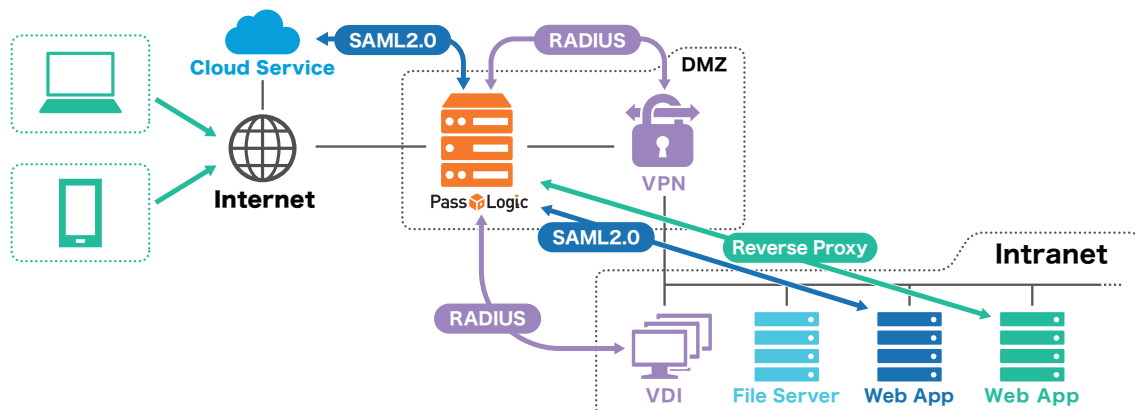 SAML2.0
RADIUS
DMZ
Cloud Service
Internet
PassLogic
VPN
SAML2.0
Reverse Proxy
Intranet
RADIUS
VDI
File Server
Web App
Web App